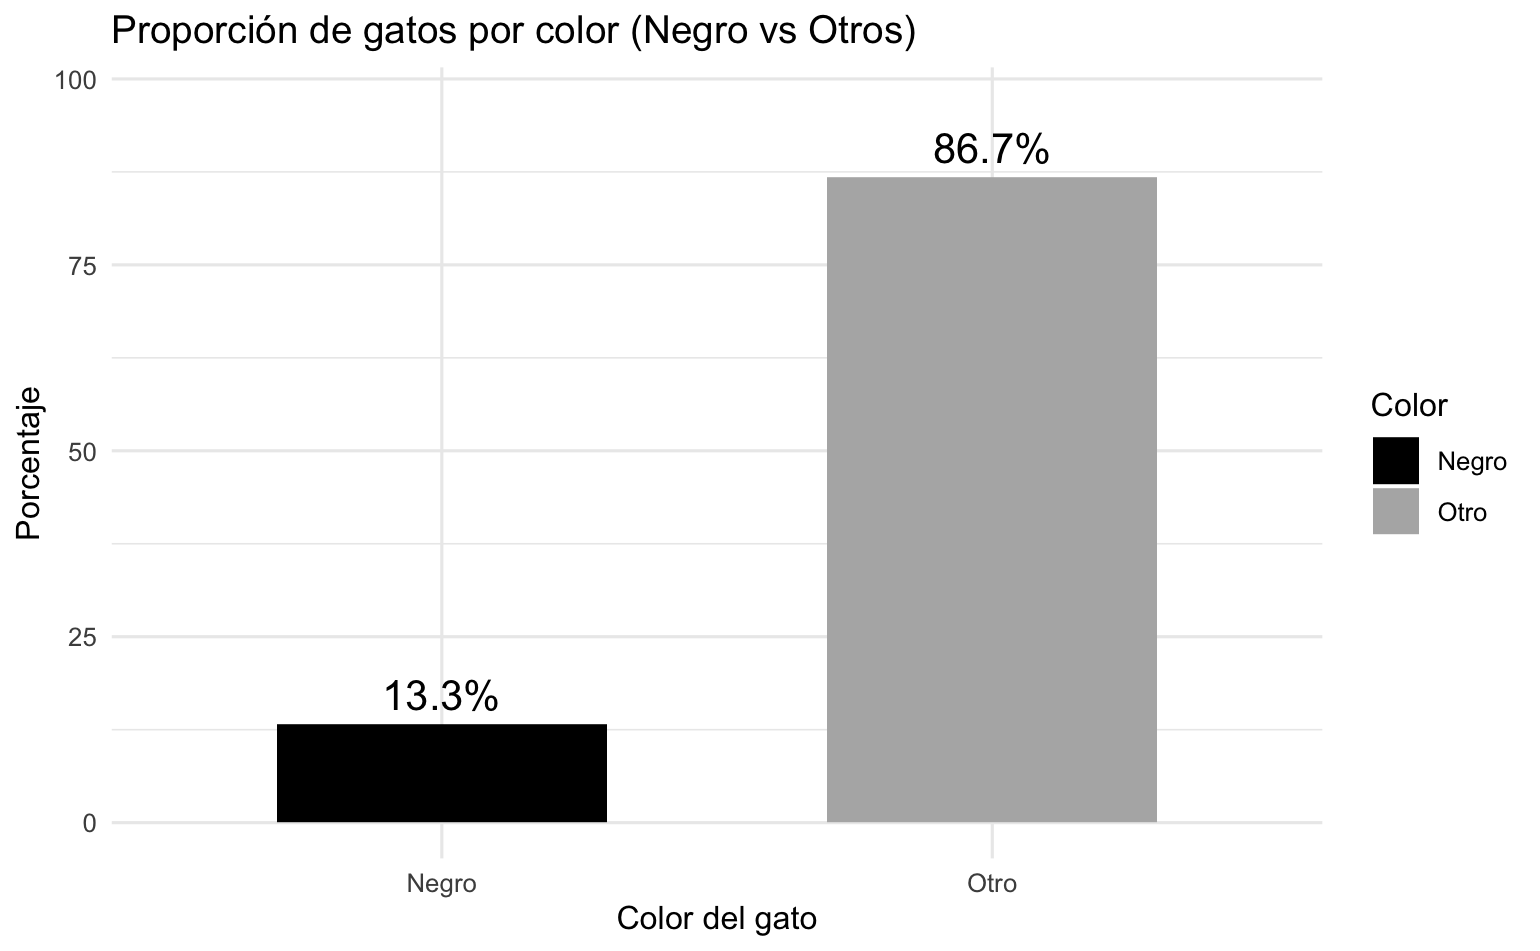 Proporción de gatos por color (Negro vs Otros)
100
75
50
25
0
Porcentaje
86.7%
13.3%
Negro
Otro
Color del gato
Color
Negro
Otro